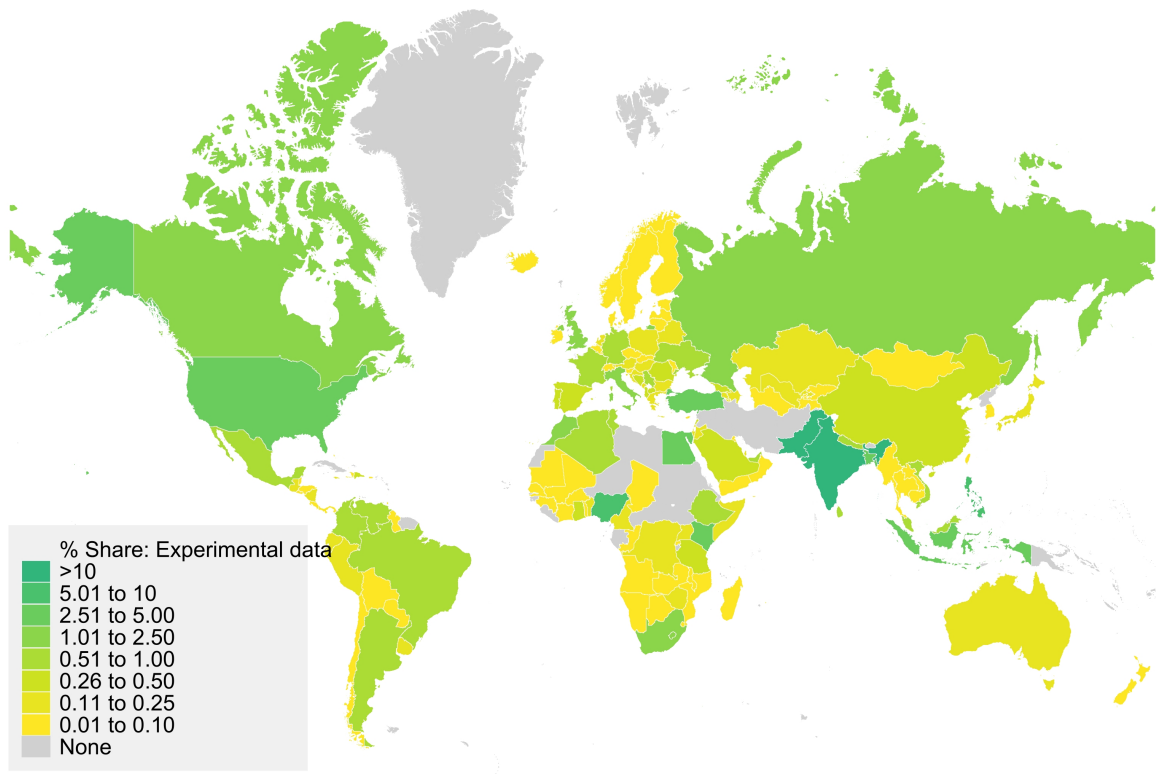 % Share: Experimental data
>10
5.01 to 10
2.51 to 5.00
1.01 to 2.50
0.51 to 1.00
0.26 to 0.50
0.11 to 0.25
0.01 to 0.10
None